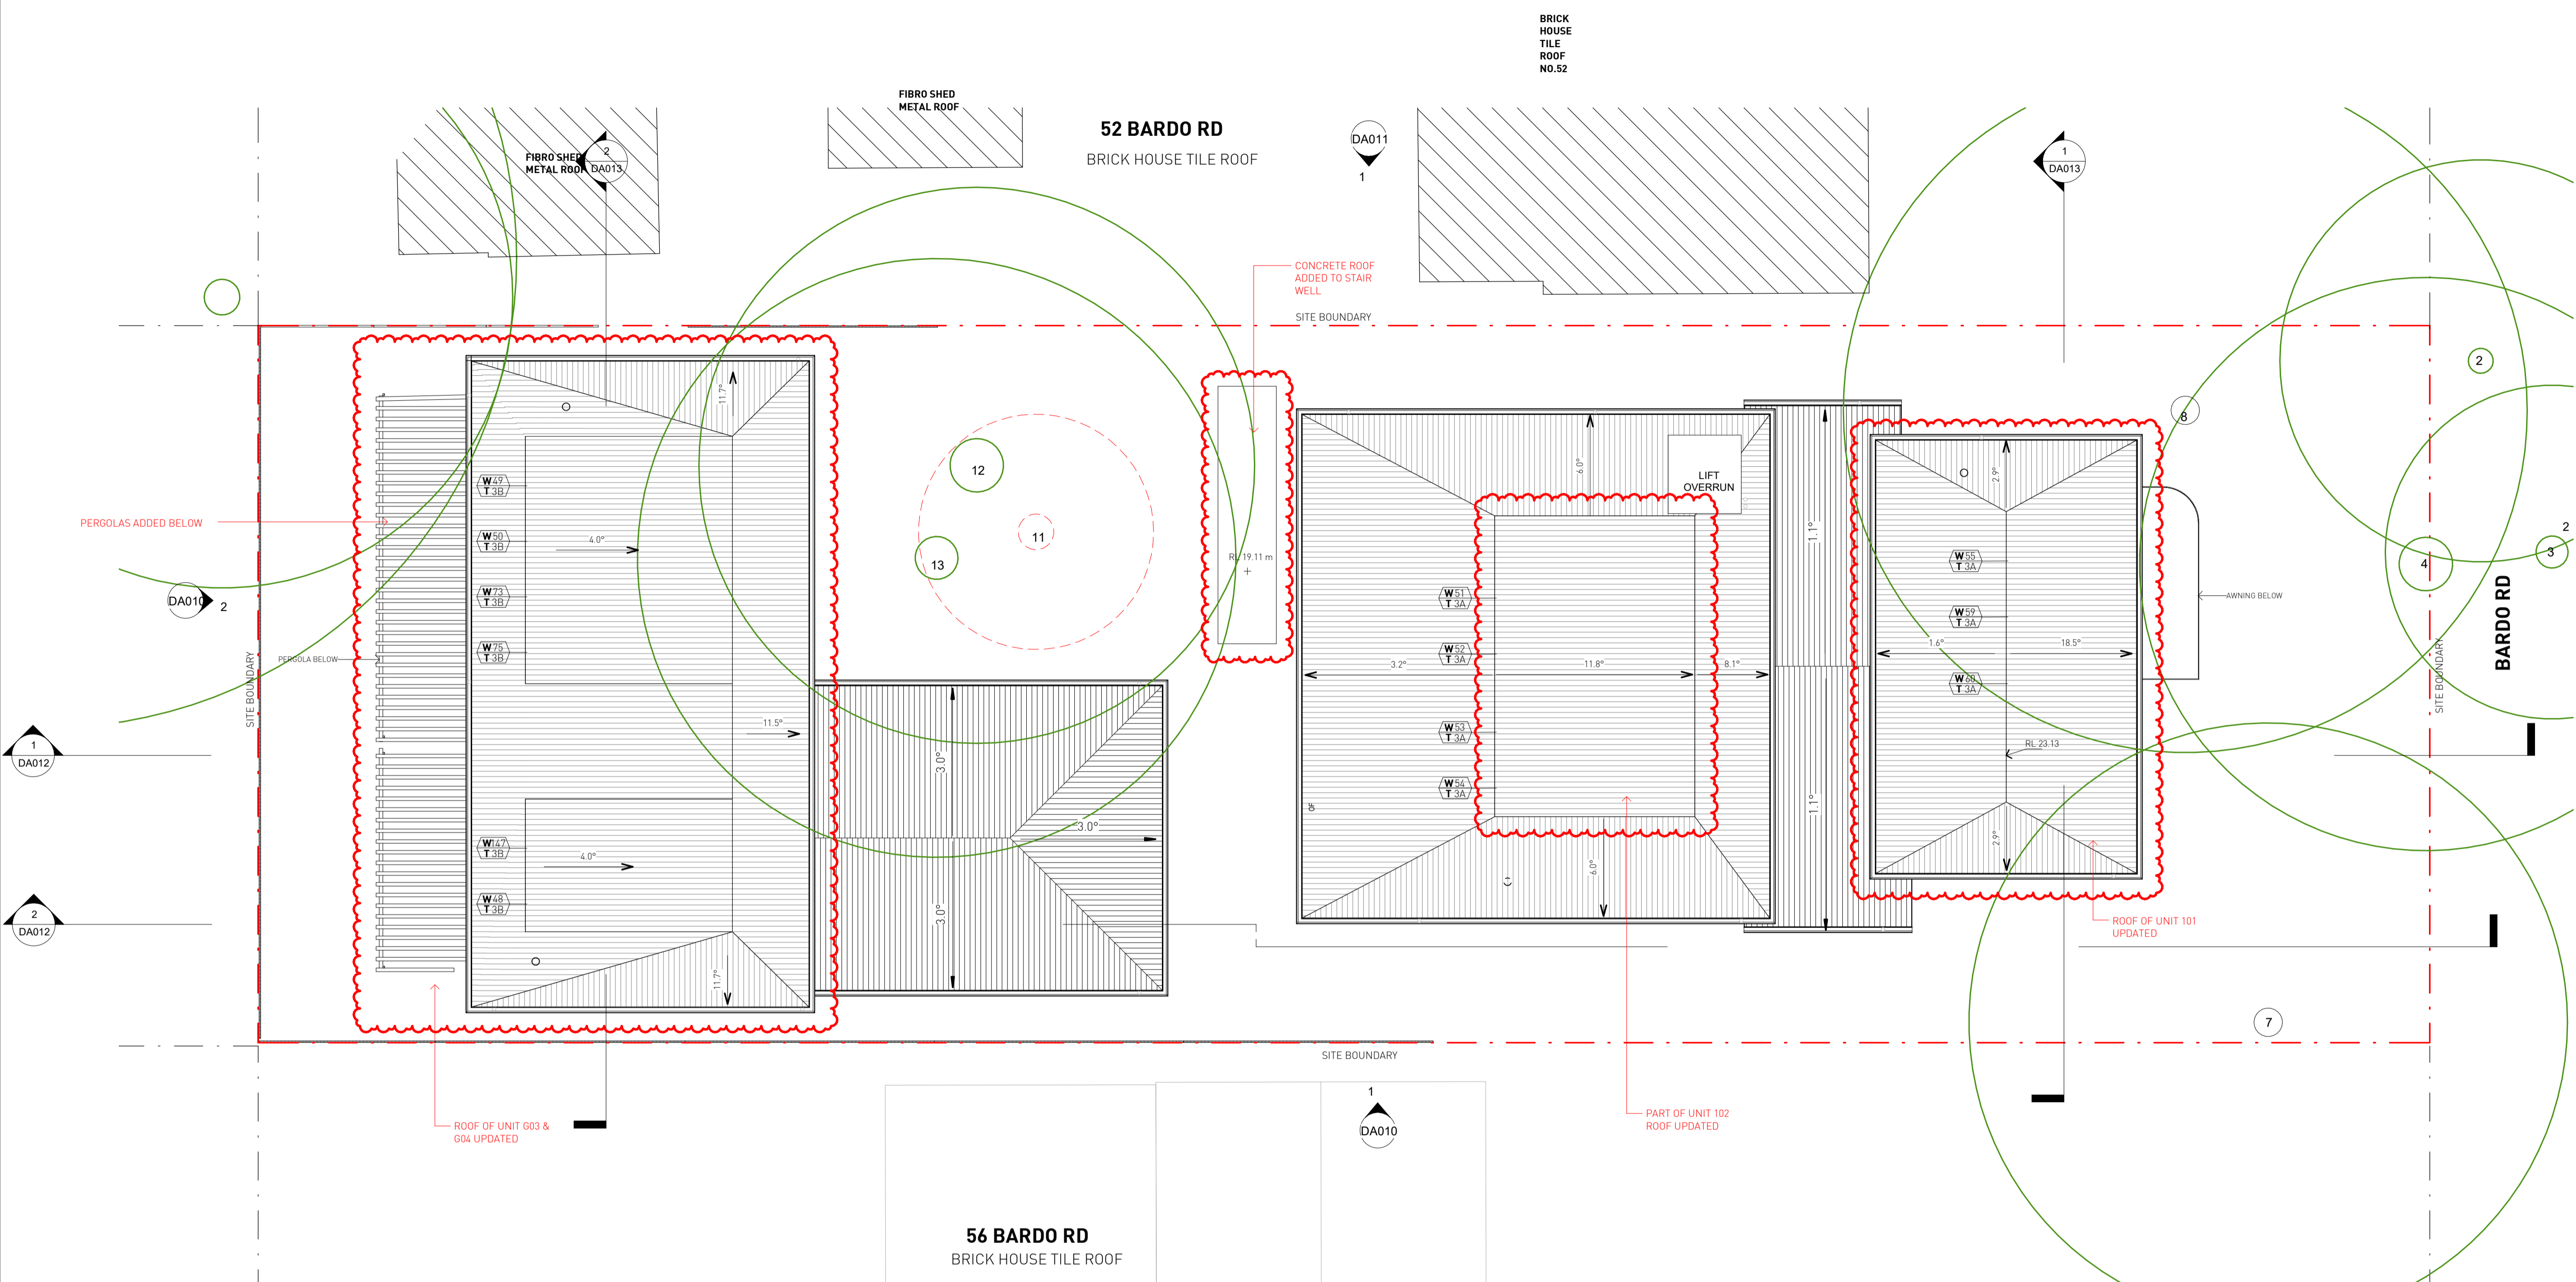 BRICK
HOUSE
TILE
ROOF
NO.52
FIBRO SHED
METAL ROOF
52 BARDO RD
BRICK HOUSE TILE ROOF
DA011
1
FIBRO SHED
METAL ROOF
2
DA013
1
DA013
CONCRETE ROOF
ADDED TO STAIR
WELL
SITE BOUNDARY
2
8
11.7°
12
6.0°
LIFT
OVERRUN
2.9°
W49
T3B
PERGOLAS ADDED BELOW
W50
T3B
4.0°
11
RL 19.11 m
1.1°
2
3
4
13
W55
T3A
W73
T3B
DA010
2
W51
T3A
AWNING BELOW
W59
T3A
BARDO RD
W75
T3B
PERGOLA BELOW
W52
T3A
3.2°
11.8°
8.1°
1.6°
18.5°
W60
T3A
SITE BOUNDARY
SITE BOUNDARY
11.5°
W53
T3A
RL 23.13
1
DA012
3.0°
W54
T3A
OF
1.1°
3.0°
W147
T3B
4.0°
6.0°
2.9°
W48
T3B
3.0°
2
DA012
ROOF OF UNIT 101
UPDATED
11.7°
7
SITE BOUNDARY
ROOF OF UNIT G03 &
G04 UPDATED
1
DA010
PART OF UNIT 102
ROOF UPDATED
56 BARDO RD
BRICK HOUSE TILE ROOF